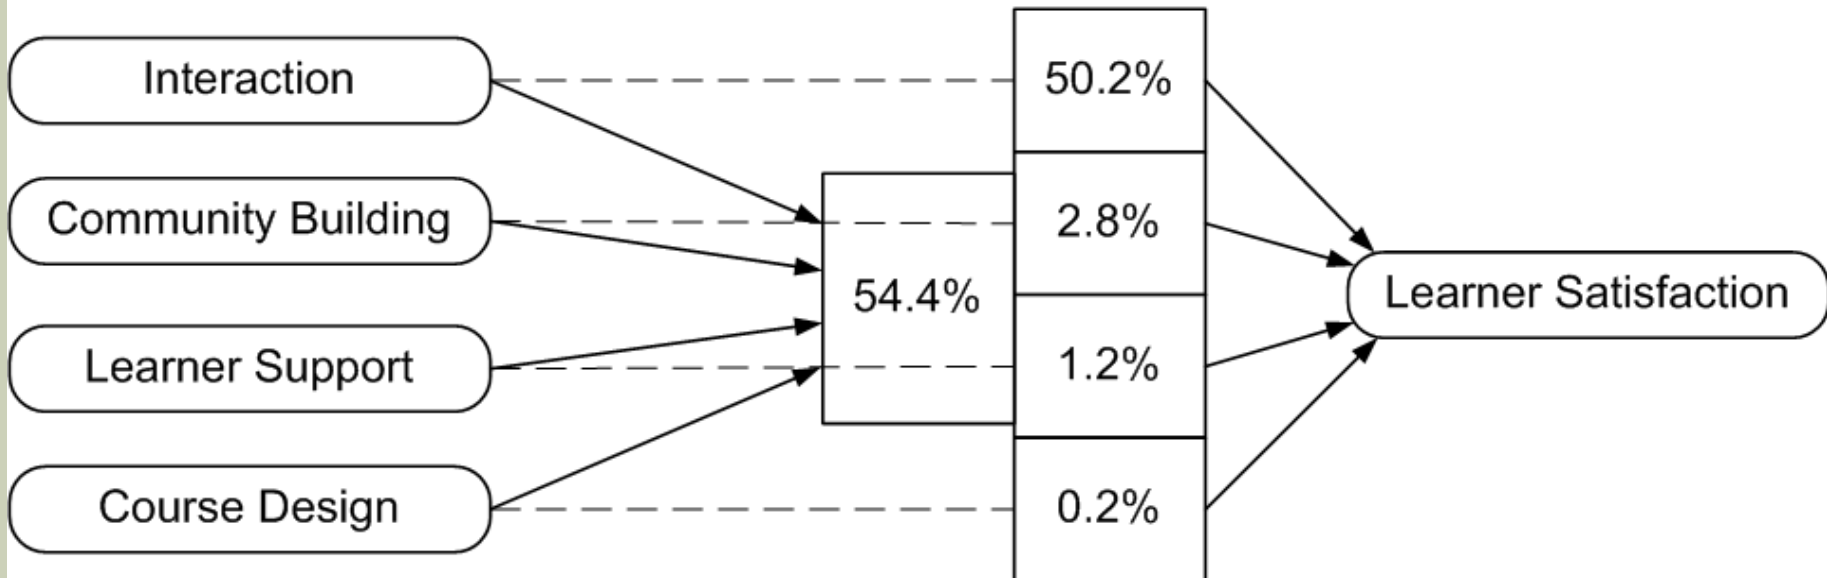 Interaction
50.2%
Community Building
2.8%
54.4%
Learner Satisfaction
Learner Support
1.2%
Course Design
0.2%